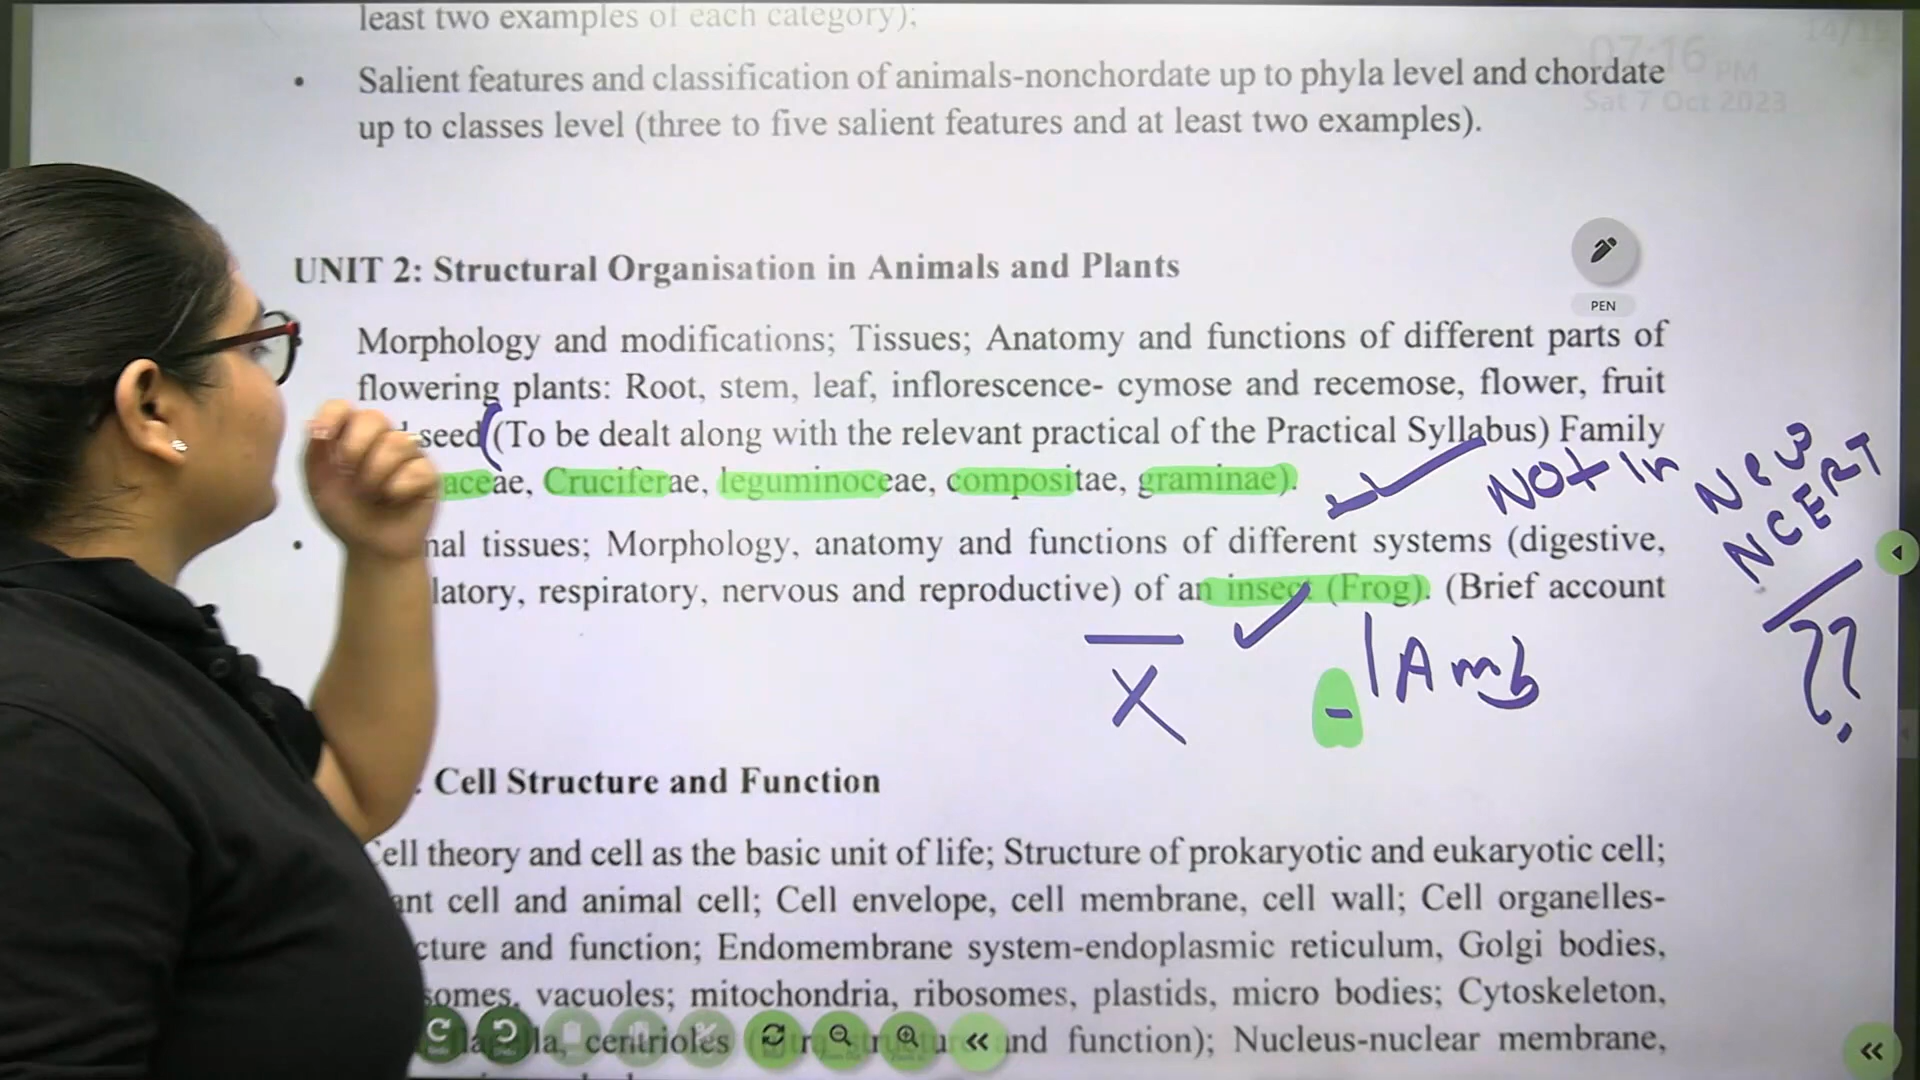 least two examples of each category);
07:16 PM
Sat 7 Oct 2023
• Salient features and classification of animals-nonchordate up to phyla level and chordate
up to classes level (three to five salient features and at least two examples).
UNIT 2: Structural Organisation in Animals and Plants
PEN
Morphology and modifications; Tissues; Anatomy and functions of different parts of
flowering plants: Root, stem, leaf, inflorescence- cymose and recemose, flower, fruit
seed (To be dealt along with the relevant practical of the Practical Syllabus) Family
aceae, Cruciferae, leguminoceae, compositae, graminae).
NOt In
New
NCERT
??
• nal tissues; Morphology, anatomy and functions of different systems (digestive,
latory, respiratory, nervous and reproductive) of an insect (Frog). (Brief account
X
- | Amb
. Cell Structure and Function
Cell theory and cell as the basic unit of life; Structure of prokaryotic and eukaryotic cell;
ant cell and animal cell; Cell envelope, cell membrane, cell wall; Cell organelles-
cture and function; Endomembrane system-endoplasmic reticulum, Golgi bodies,
somes, vacuoles; mitochondria, ribosomes, plastids, micro bodies; Cytoskeleton,
la, centrioles and function); Nucleus-nuclear membrane,